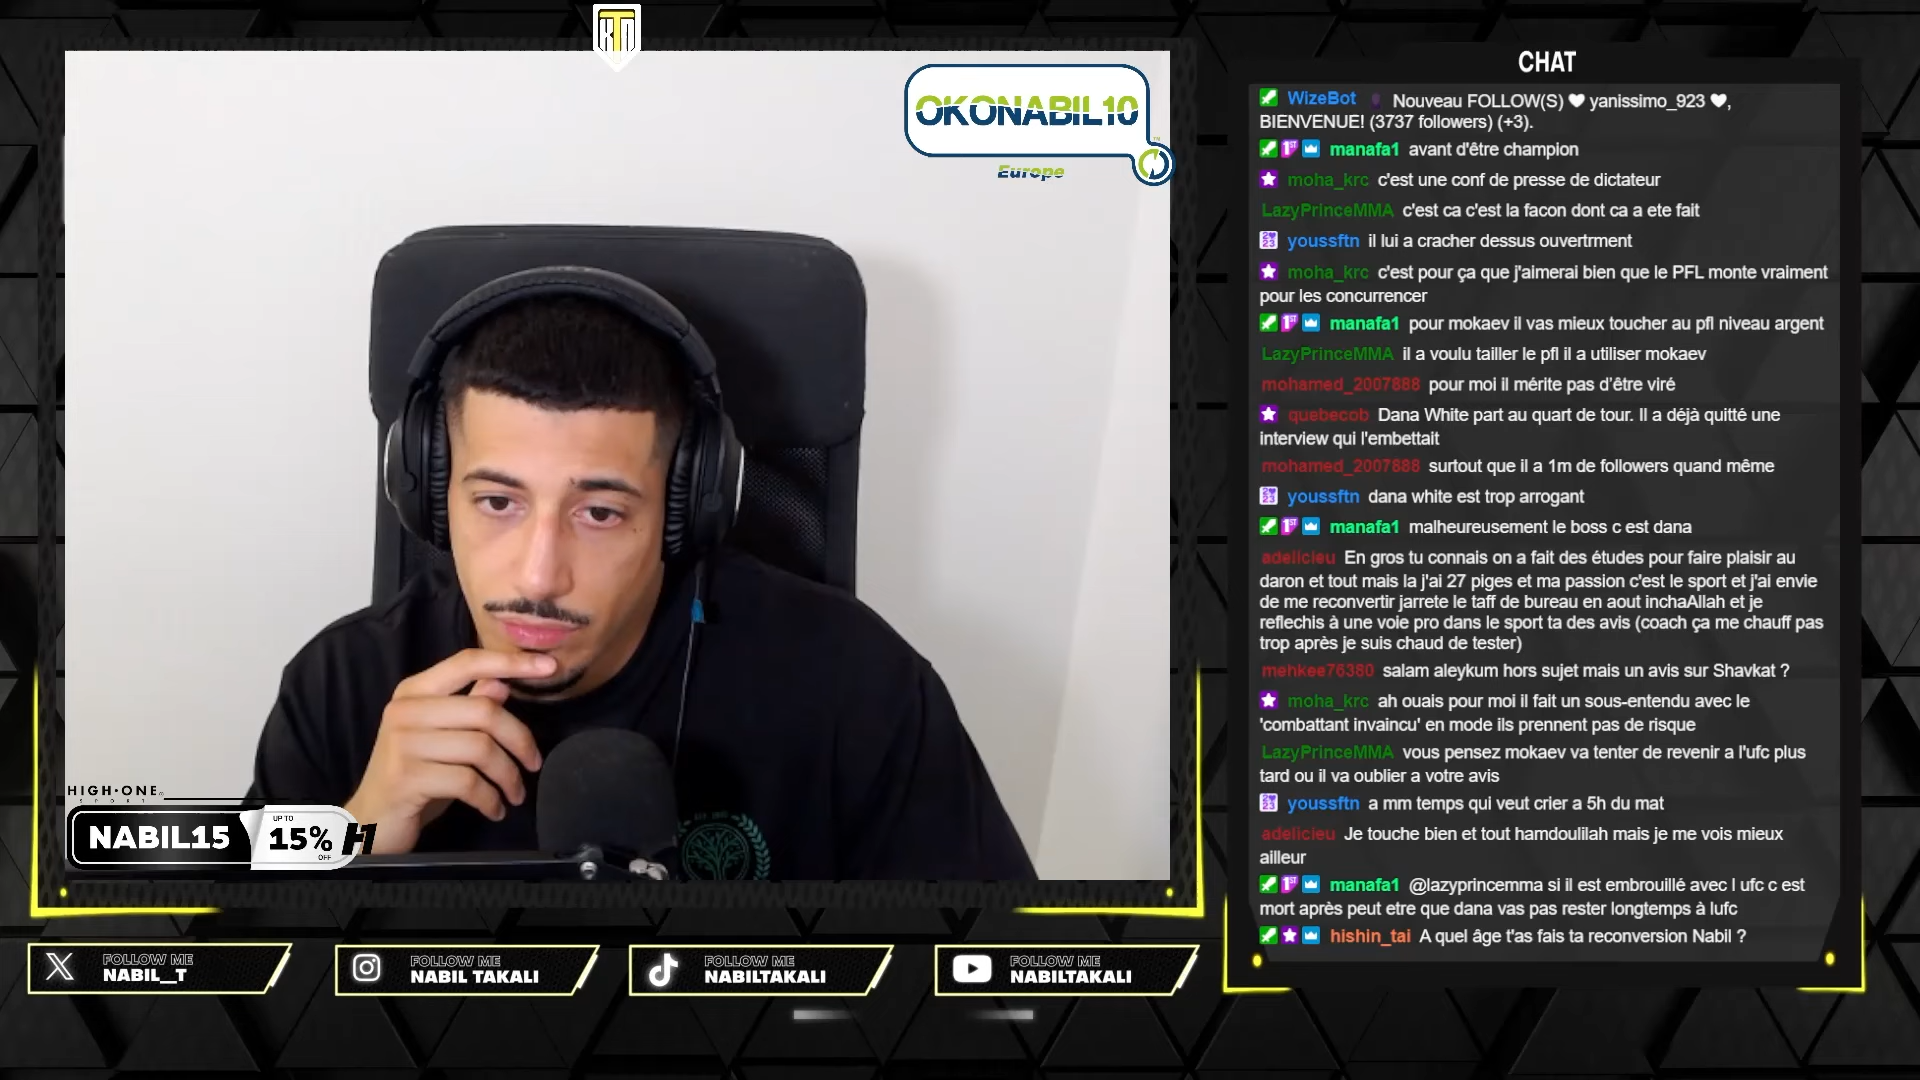 KTN
OKONABIL10
Europe
HIGH·ONE
SPORT
NABIL15
UP TO
15%
OFF
H1
FOLLOW ME
NABIL__T
FOLLOW ME
NABIL TAKALI
FOLLOW ME
NABILTAKALI
FOLLOW ME
NABILTAKALI
CHAT
WizeBot Nouveau FOLLOW(S) ♥ yanissimo_923 ♥,
BIENVENUE! (3737 followers) (+3).
1ST manafa1 avant d'être champion
moha_krc c'est une conf de presse de dictateur
LazyPrinceMMA c'est ca c'est la facon dont ca a ete fait
youssftn il lui a cracher dessus ouvertrment
moha_krc c'est pour ça que j'aimerai bien que le PFL monte vraiment
pour les concurrencer
1ST manafa1 pour mokaev il vas mieux toucher au pfl niveau argent
LazyPrinceMMA il a voulu tailler le pfl il a utiliser mokaev
mohamed_2007888 pour moi il mérite pas d'être viré
quebecob Dana White part au quart de tour. Il a déjà quitté une
interview qui l'embettait
mohamed_2007888 surtout que il a 1m de followers quand même
youssftn dana white est trop arrogant
1ST manafa1 malheureusement le boss c est dana
adelicieu En gros tu connais on a fait des études pour faire plaisir au
daron et tout mais la j'ai 27 piges et ma passion c'est le sport et j'ai envie
de me reconvertir jarrete le taff de bureau en aout inchaAllah et je
reflechis à une voie pro dans le sport ta des avis (coach ça me chauff pas
trop après je suis chaud de tester)
mehkee76380 salam aleykum hors sujet mais un avis sur Shavkat ?
moha_krc ah ouais pour moi il fait un sous-entendu avec le
'combattant invaincu' en mode ils prennent pas de risque
LazyPrinceMMA vous pensez mokaev va tenter de revenir a l'ufc plus
tard ou il va oublier a votre avis
youssftn a mm temps qui veut crier a 5h du mat
adelicieu Je touche bien et tout hamdoulilah mais je me vois mieux
ailleur
1ST manafa1 @lazyprincemma si il est embrouillé avec l ufc c est
mort après peut etre que dana vas pas rester longtemps à lufc
hishin_tai A quel âge t'as fais ta reconversion Nabil ?